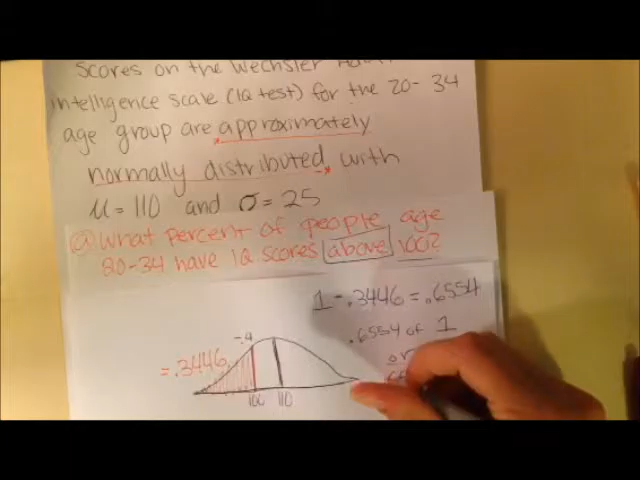 Scores on the Wechsler
intelligence scale (IQ test) for the 20-34
age group are approximately
normally distributed with
μ = 110 and σ = 25
ⓐ What percent of people age
20-34 have IQ scores above 100?
1 - .3446 = .6554
.6554 of 1
or
-.4
= .3446
100 110